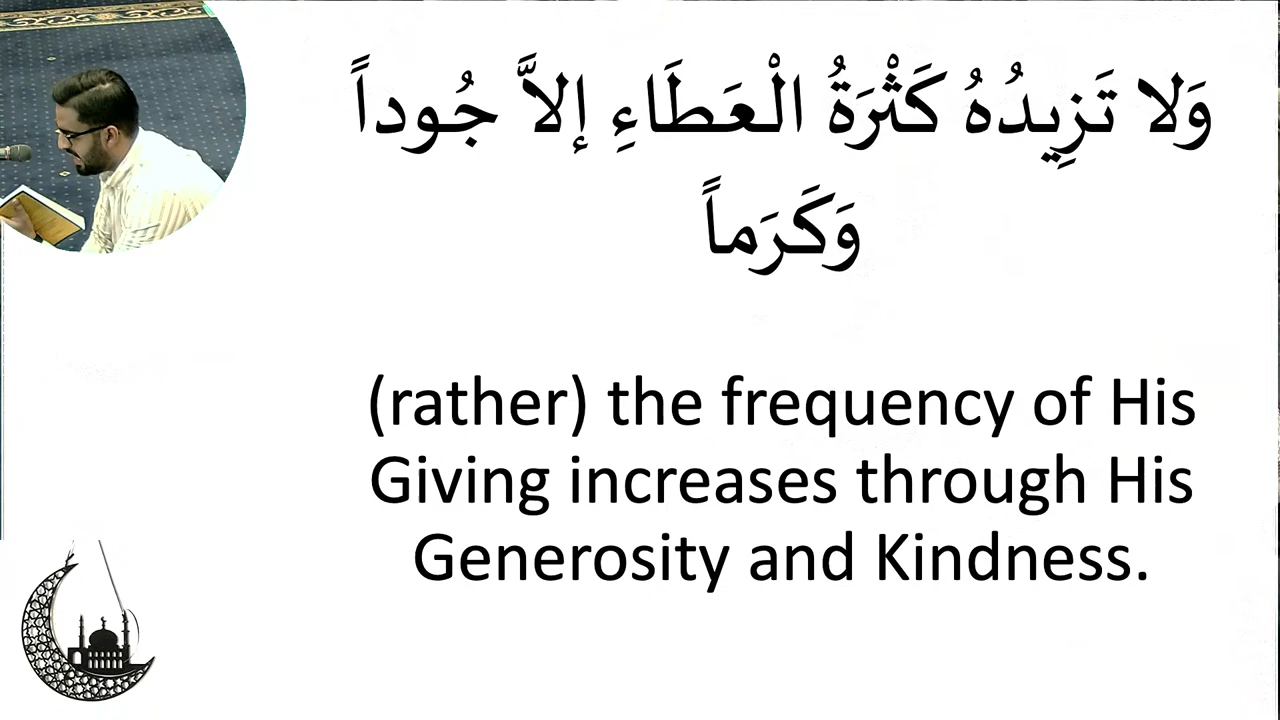 وَلا تَزِيدُهُ كَثْرَةُ الْعَطَاءِ إلاَّ جُوداً
وَكَرَماً
(rather) the frequency of His
Giving increases through His
Generosity and Kindness.